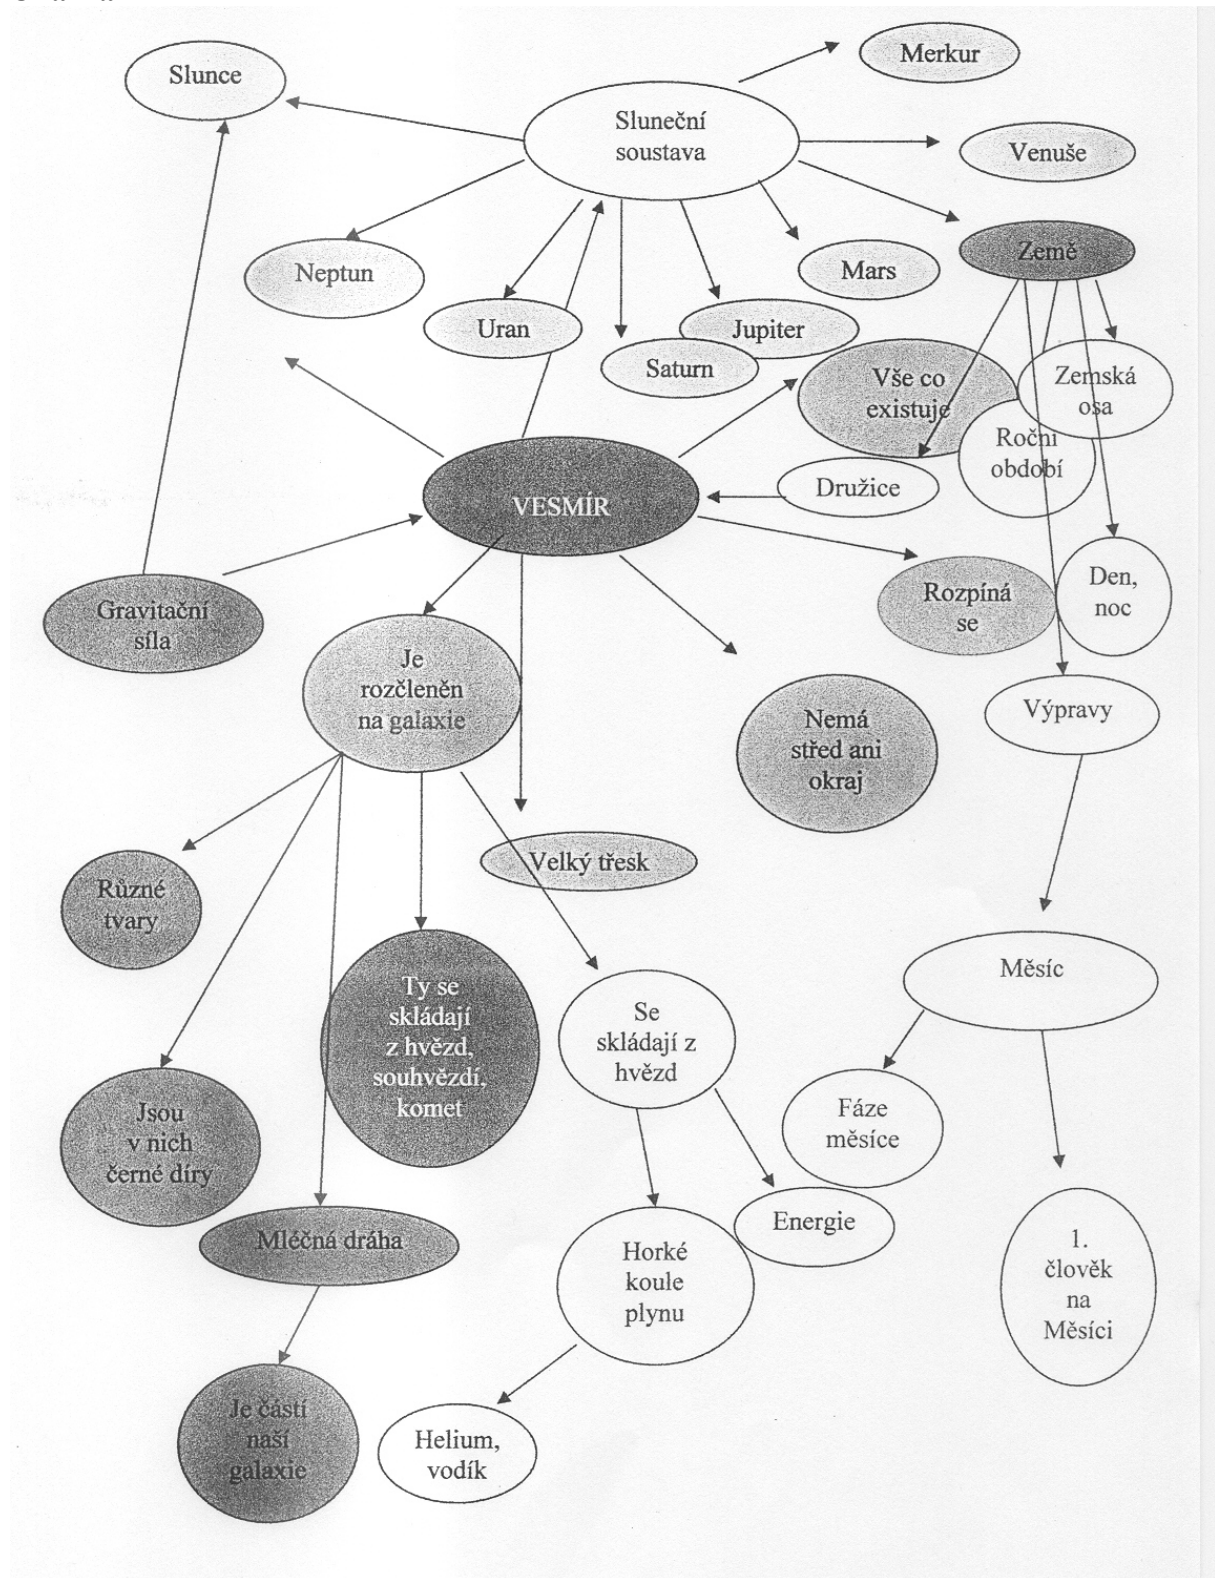 Slunce
Merkur
Sluneční
soustava
Venuše
Země
Neptun
Mars
Uran
Jupiter
Saturn
Vše co
existuje
Zemská
osa
Roční
období
Družice
VESMÍR
Den,
noc
Rozpíná
se
Gravitační
síla
Je
rozčleněn
na galaxie
Výpravy
Nemá
střed ani
okraj
Velký třesk
Různé
tvary
Měsíc
Ty se
skládají
z hvězd,
souhvězdí,
komet
Se
skládají z
hvězd
Jsou
v nich
černé díry
Fáze
měsíce
Energie
Mléčná dráha
Horké
koule
plynu
1.
člověk
na
Měsíci
Je částí
naší
galaxie
Helium,
vodík